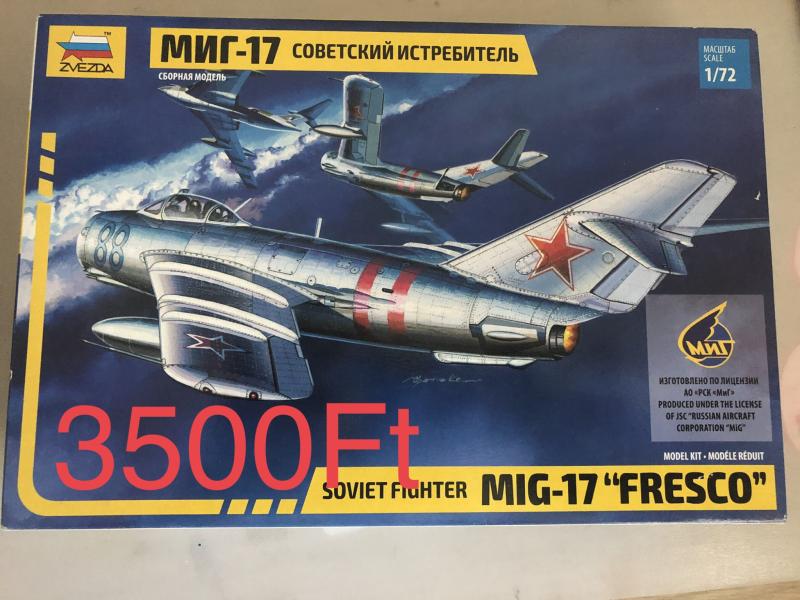 ZVEZDA
™
МИГ-17 СОВЕТСКИЙ ИСТРЕБИТЕЛЬ
СБОРНАЯ МОДЕЛЬ
МАСШТАБ
SCALE
1/72
88
МиГ
ИЗГОТОВЛЕНО ПО ЛИЦЕНЗИИ
АО «РСК «МиГ»
PRODUCED UNDER THE LICENSE
OF JSC "RUSSIAN AIRCRAFT
CORPORATION "MiG"
MODEL KIT • MODÈLE RÉDUIT
3500Ft
SOVIET FIGHTER MIG-17 "FRESCO"